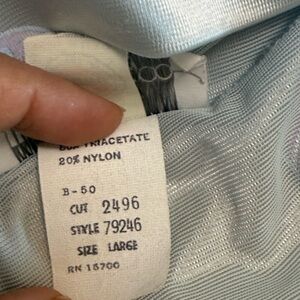 80% TRIACETATE
20% NYLON
B-50
CUT 2496
STYLE 79246
SIZE LARGE
RN 15700